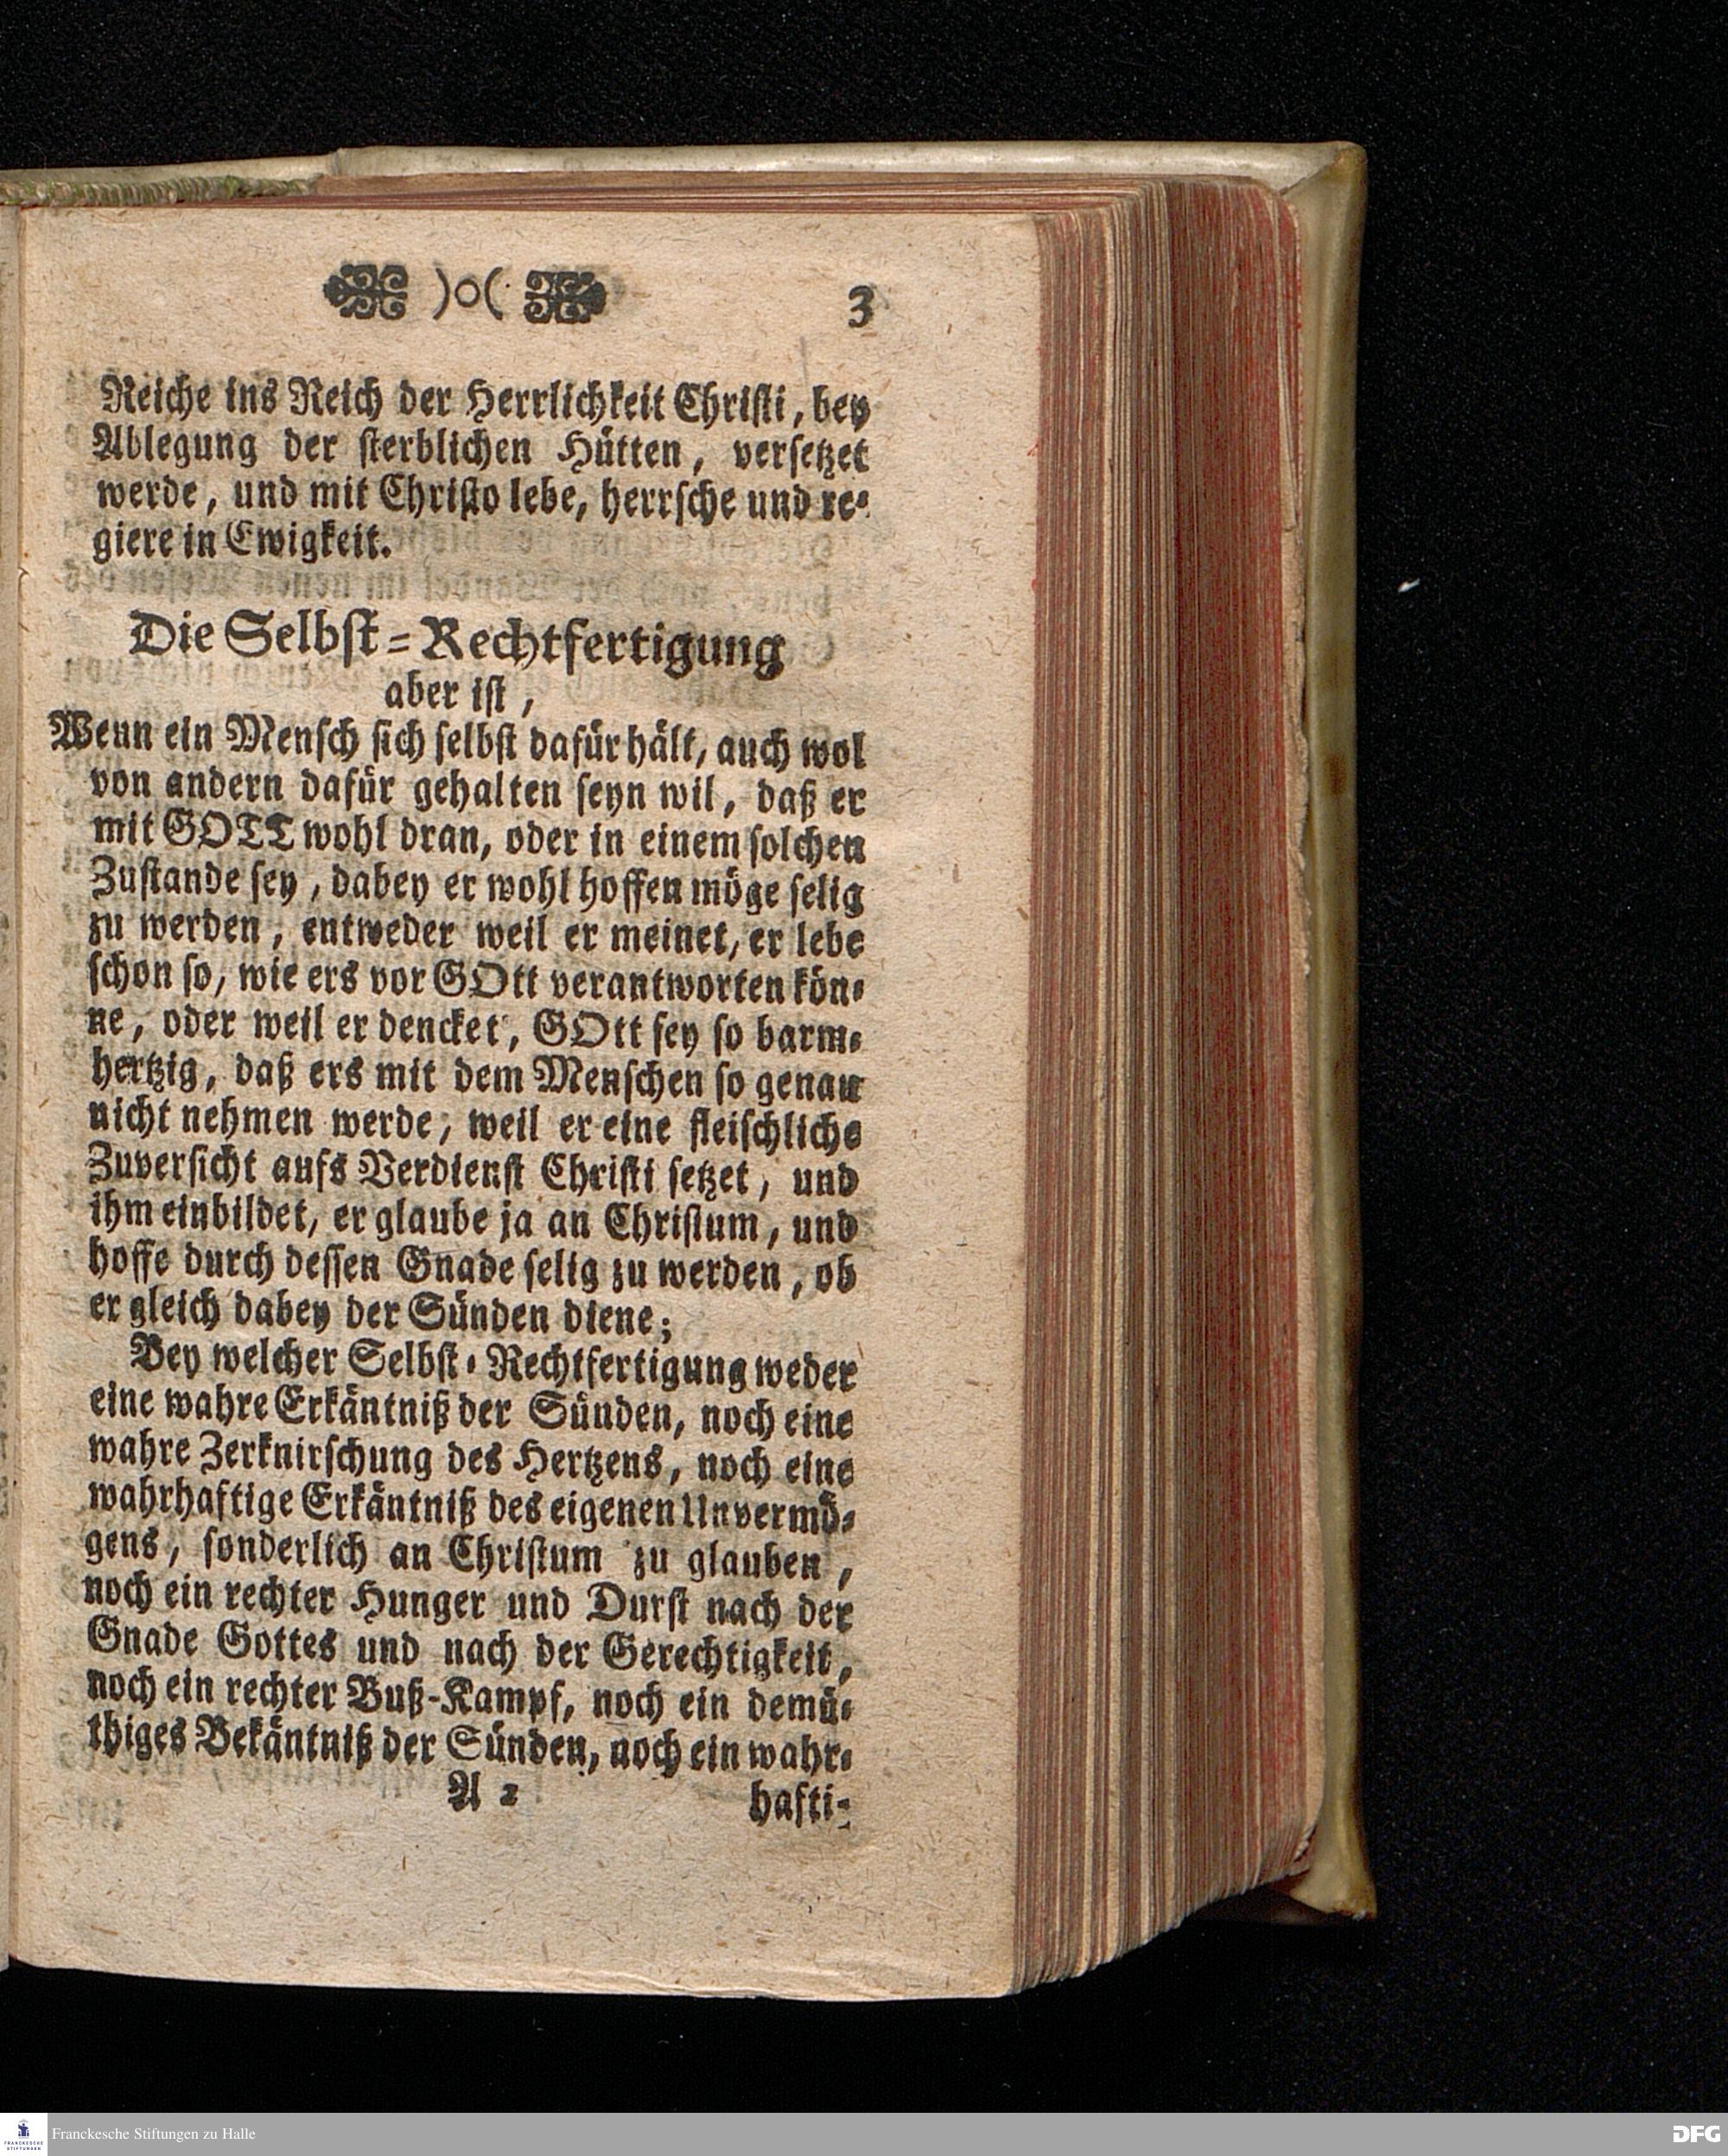 )o( 3
Reiche ins Reich der Herrlichkeit Christi, bey
Ablegung der sterblichen Hütten, versetzet
werde, und mit Christo lebe, herrsche und re-
giere in Ewigkeit.
Die Selbst-Rechtfertigung
aber ist,
Wenn ein Mensch sich selbst dafür hält, auch wol
von andern dafür gehalten seyn wil, daß er
mit GOTT wohl dran, oder in einem solchen
Zustande sey, dabey er wohl hoffen möge selig
zu werden, entweder weil er meinet, er lebe
schon so, wie ers vor GOtt verantworten kön-
ne, oder weil er dencket, GOtt sey so barm-
hertzig, daß ers mit dem Menschen so genau
nicht nehmen werde; weil er eine fleischliche
Zuversicht aufs Verdienst Christi setzet, und
ihm einbildet, er glaube ja an Christum, und
hoffe durch dessen Gnade selig zu werden, ob
er gleich dabey der Sünden diene;
Bey welcher Selbst-Rechtfertigung weder
eine wahre Erkäntniß der Sünden, noch eine
wahre Zerknirschung des Hertzens, noch eine
wahrhaftige Erkäntniß des eigenen Unvermö-
gens, sonderlich an Christum zu glauben,
noch ein rechter Hunger und Durst nach der
Gnade Gottes und nach der Gerechtigkeit,
noch ein rechter Buß-Kampf, noch ein demü-
thiges Bekäntniß der Sünden, noch ein wahr-
A 2 hafti-
FRANCKESCHE
STIFTUNGEN
Franckesche Stiftungen zu Halle
DFG